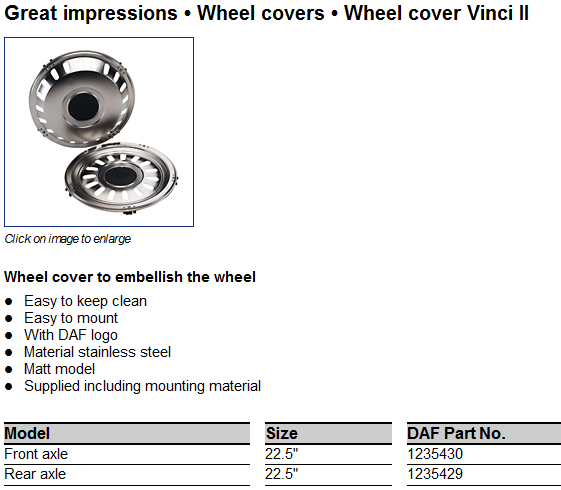 Great impressions • Wheel covers • Wheel cover Vinci II
Click on image to enlarge
Wheel cover to embellish the wheel
● Easy to keep clean
● Easy to mount
● With DAF logo
● Material stainless steel
● Matt model
● Supplied including mounting material
Model Size DAF Part No.
Front axle 22.5" 1235430
Rear axle 22.5" 1235429